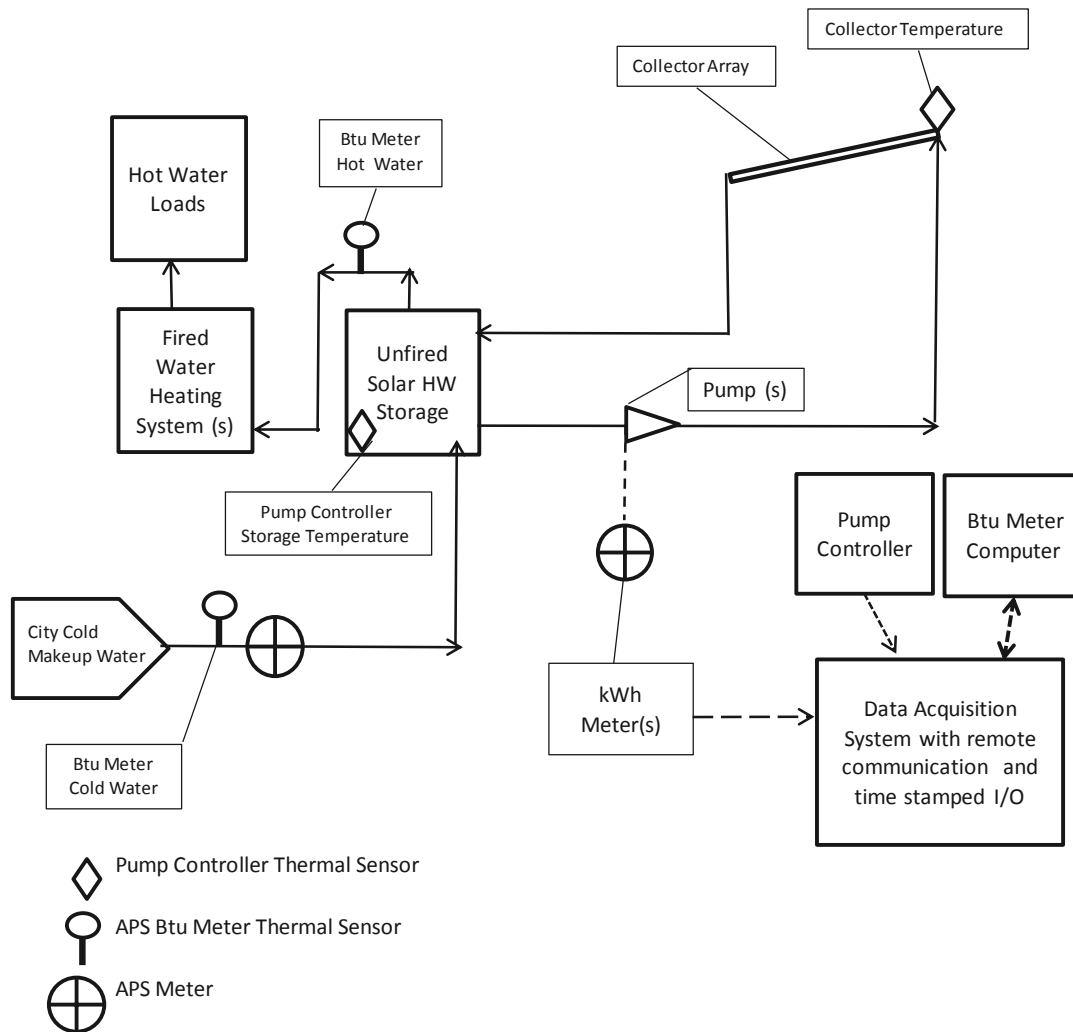 Collector Temperature
Collector Array
Btu Meter
Hot Water
Hot Water
Loads
Fired
Water
Heating
System (s)
Unfired
Solar HW
Storage
Pump (s)
Pump Controller
Storage Temperature
Pump
Controller
Btu Meter
Computer
City Cold
Makeup Water
kWh
Meter(s)
Data Acquisition
System with remote
communication and
time stamped I/O
Btu Meter
Cold Water
Pump Controller Thermal Sensor
APS Btu Meter Thermal Sensor
APS Meter